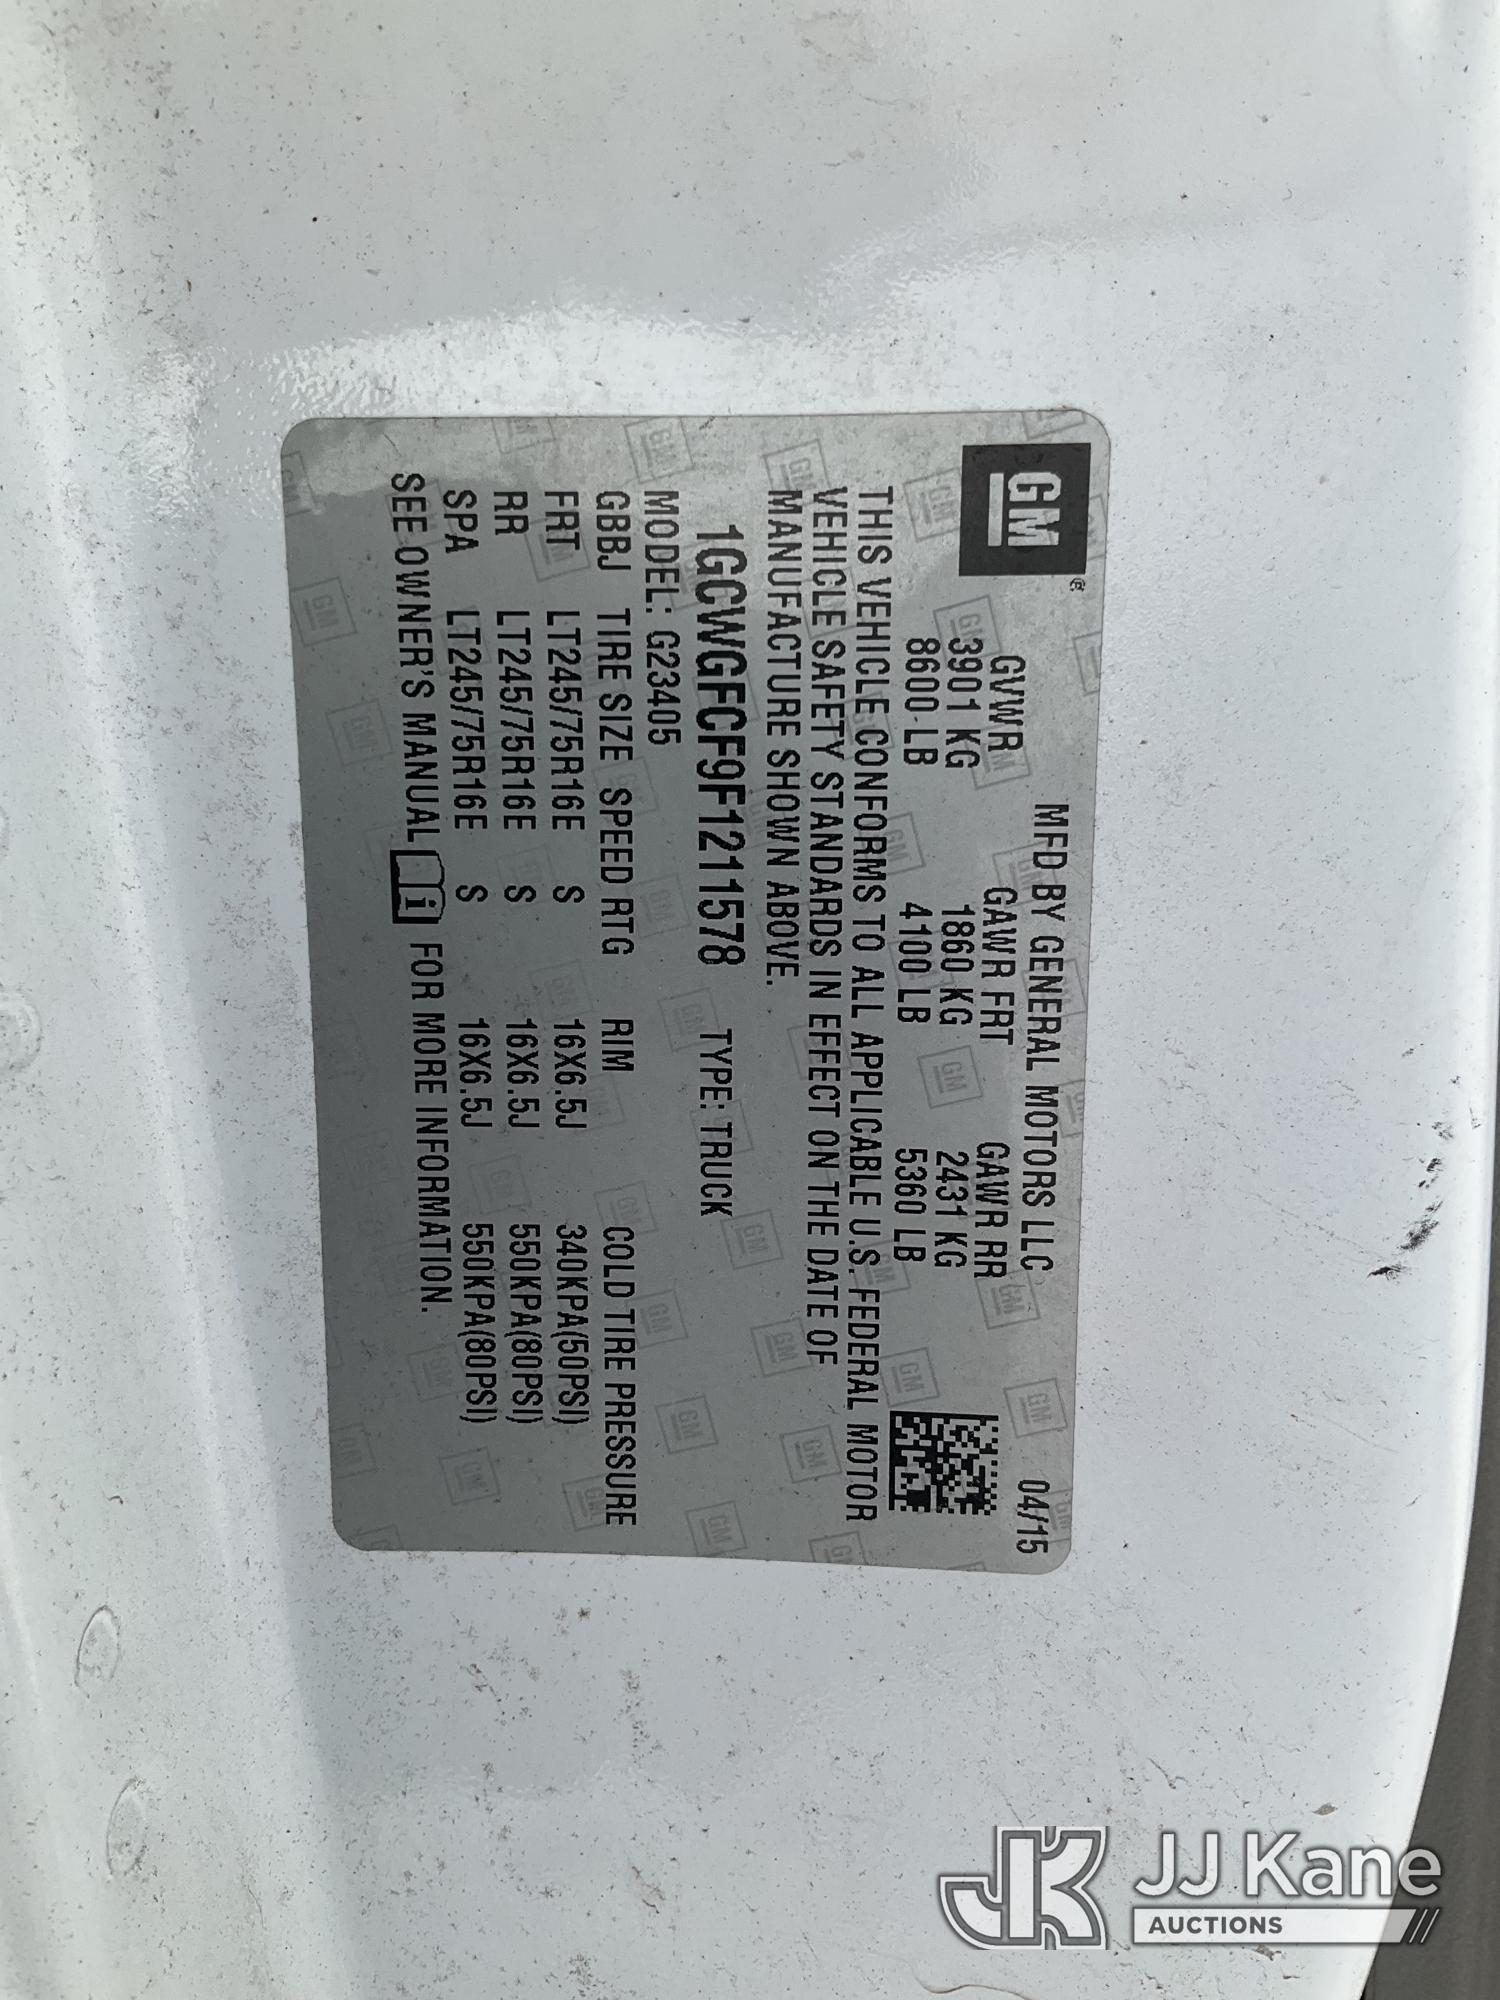 GM
MFD BY GENERAL MOTORS LLC 04/15
GVWR GAWR FRT GAWR RR
3901 KG 1860 KG 2431 KG
8600 LB 4100 LB 5360 LB
THIS VEHICLE CONFORMS TO ALL APPLICABLE U.S. FEDERAL MOTOR
VEHICLE SAFETY STANDARDS IN EFFECT ON THE DATE OF
MANUFACTURE SHOWN ABOVE.
1GCWGFCF9F1211578 TYPE: TRUCK
MODEL: G23405
GBBJ TIRE SIZE SPEED RTG RIM COLD TIRE PRESSURE
FRT LT245/75R16E S 16X6.5J 340KPA(50PSI)
RR LT245/75R16E S 16X6.5J 550KPA(80PSI)
SPA LT245/75R16E S 16X6.5J 550KPA(80PSI)
SEE OWNER'S MANUAL i FOR MORE INFORMATION.
JK JJ Kane
AUCTIONS